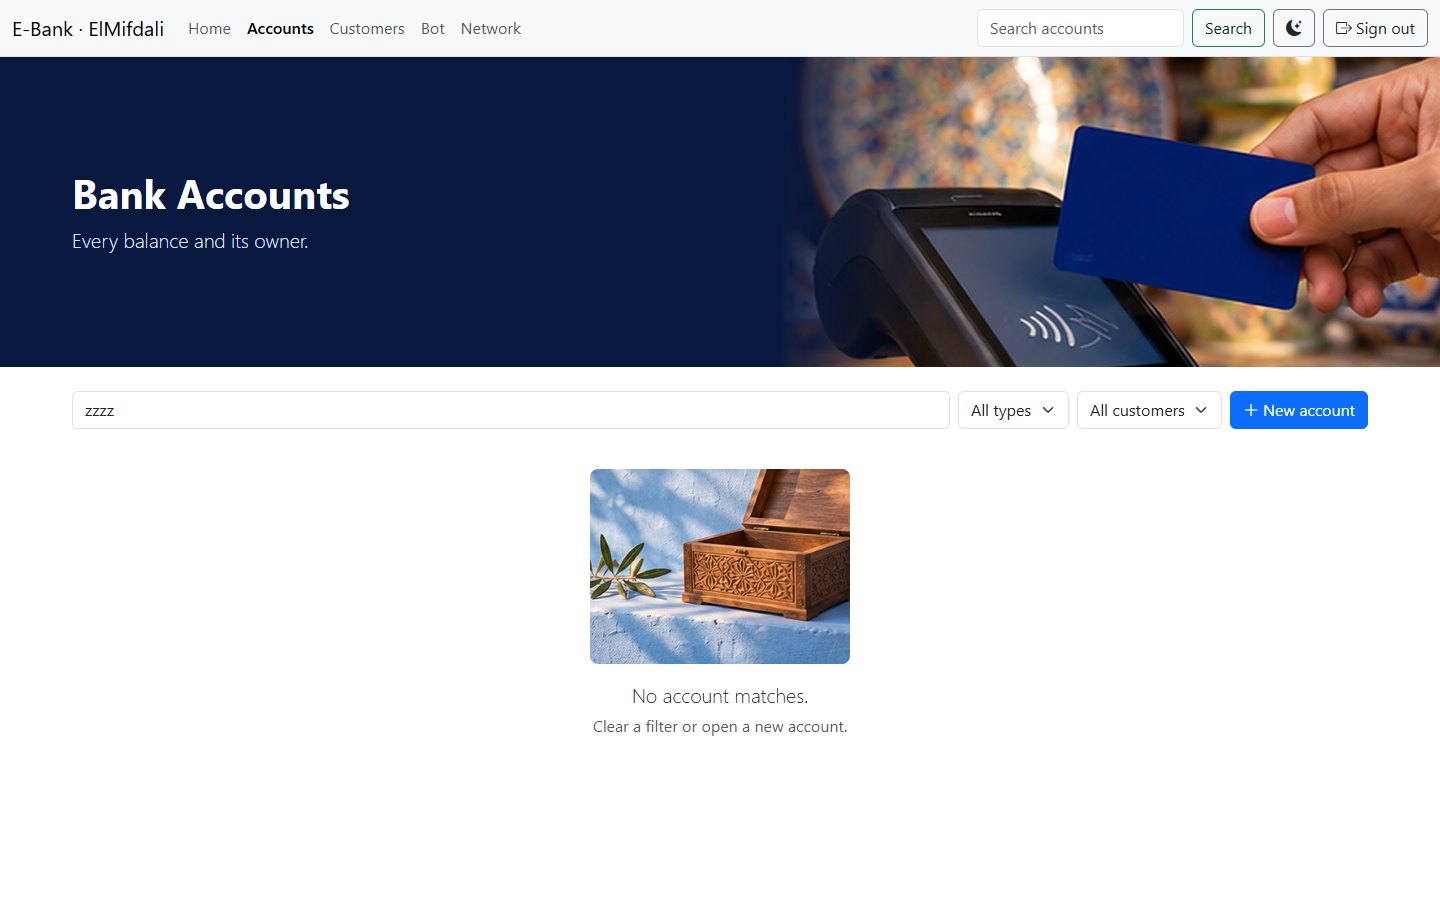 E-Bank · ElMifdali
Home
Accounts
Customers
Bot
Network
Search accounts
Search
Sign out
Bank Accounts
Every balance and its owner.
zzzz
All types
All customers
New account
No account matches.
Clear a filter or open a new account.